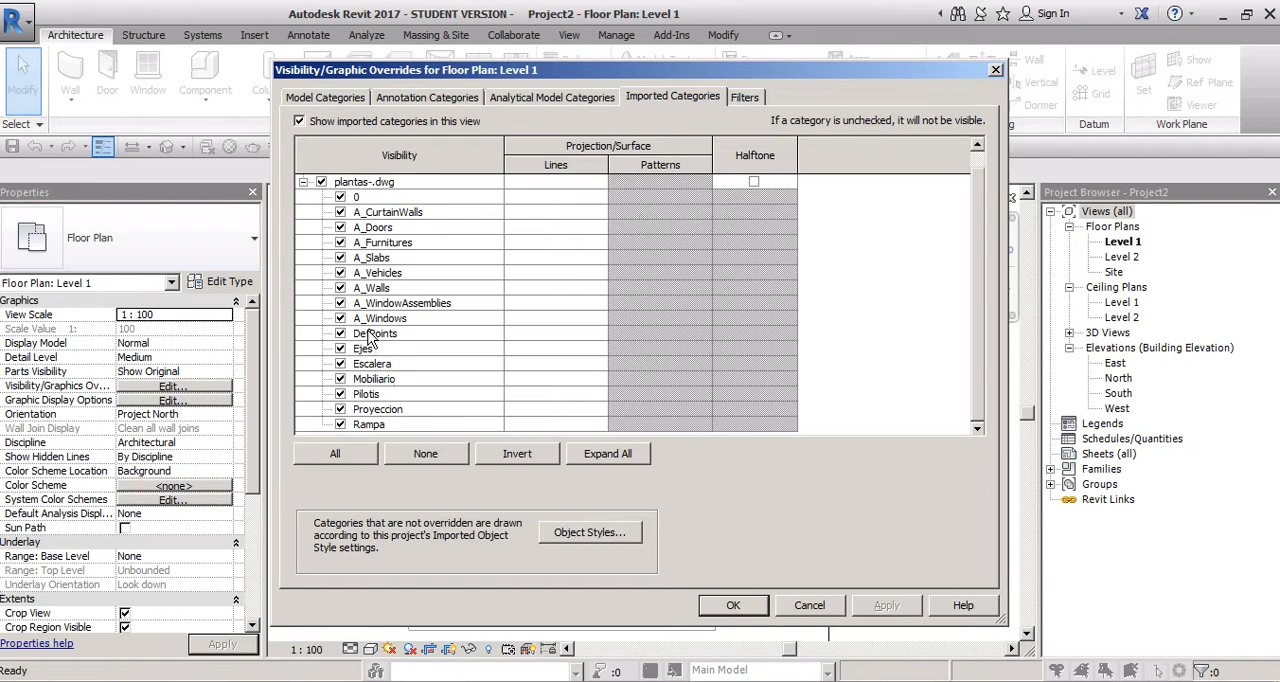 Autodesk Revit 2017 - STUDENT VERSION - Project2 - Floor Plan: Level 1
Sign In
Architecture Structure Systems Insert Annotate Analyze Massing & Site Collaborate View Manage Add-Ins Modify
Modify
Wall
Door
Window
Component
Wall
Vertical
Dormer
Level
Grid
Set
Show
Ref Plane
Viewer
Select
Datum
Work Plane
Visibility/Graphic Overrides for Floor Plan: Level 1
Model Categories Annotation Categories Analytical Model Categories Imported Categories Filters
Show imported categories in this view
If a category is unchecked, it will not be visible.
Visibility
Projection/Surface
Lines
Patterns
Halftone
plantas-.dwg
0
A_CurtainWalls
A_Doors
A_Furnitures
A_Slabs
A_Vehicles
A_Walls
A_WindowAssemblies
A_Windows
Ejes
Escalera
Mobiliario
Pilotis
Proyeccion
Rampa
All None Invert Expand All
Categories that are not overridden are drawn
according to this project's Imported Object
Style settings.
Object Styles...
OK Cancel Apply Help
Properties
Floor Plan
Floor Plan: Level 1
Edit Type
Graphics
View Scale 1 : 100
Scale Value 1: 100
Display Model Normal
Detail Level Medium
Parts Visibility Show Original
Visibility/Graphics Ov... Edit...
Graphic Display Options Edit...
Orientation Project North
Wall Join Display Clean all wall joins
Discipline Architectural
Show Hidden Lines By Discipline
Color Scheme Location Background
Color Scheme <none>
System Color Schemes Edit...
Default Analysis Displ... None
Sun Path
Underlay
Range: Base Level None
Range: Top Level Unbounded
Underlay Orientation Look down
Extents
Crop View
Crop Region Visible
Properties help
Apply
Project Browser - Project2
Views (all)
Floor Plans
Level 1
Level 2
Site
Ceiling Plans
Level 1
Level 2
3D Views
Elevations (Building Elevation)
East
North
South
West
Legends
Schedules/Quantities
Sheets (all)
Families
Groups
Revit Links
1 : 100
Ready
:0
Main Model
:0